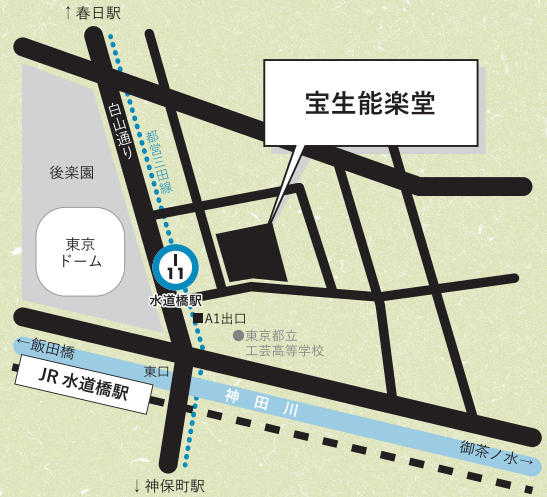 ↑春日駅
宝生能楽堂
白山通り
都営三田線
後楽園
東京
ドーム
I
11
水道橋駅
A1出口
東京都立
工芸高等学校
←飯田橋
東口
JR 水道橋駅
神田川
御茶ノ水→
↓神保町駅